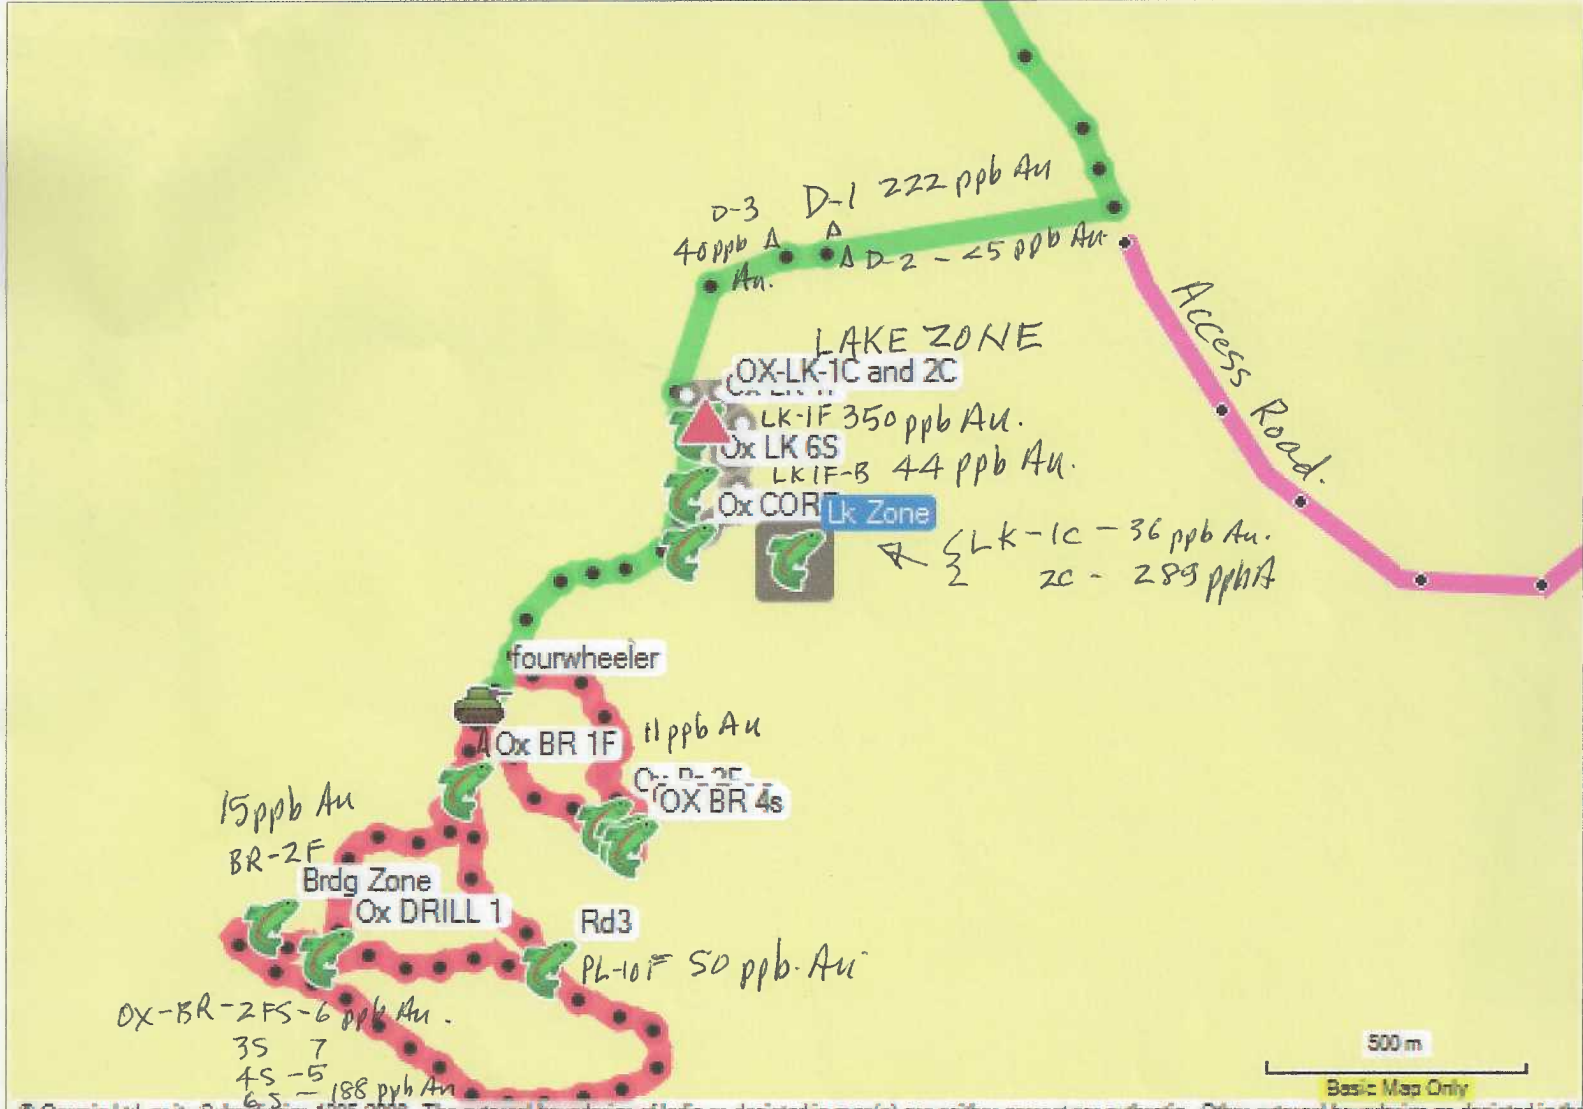 D-3 D-1 222 ppb Au
40 ppb
Au.
D-2 - <5 ppb Au
Access Road.
LAKE ZONE
OX-LK-1C and 2C
LK-1F 350 ppb Au.
Ox LK 6S
LK1F-B 44 ppb Au.
Ox COR
Lk Zone
LK-1C - 36 ppb Au.
2C - 289 ppb A
fourwheeler
Ox BR 1F
11 ppb Au
OX BR 4s
15 ppb Au
BR-2F
Brdg Zone
Ox DRILL 1
Rd3
PL-10F 50 ppb. Au
OX-BR-2FS-6 ppb Au.
3S 7
4S -5
6S - 188 ppb Au
500 m
Basic Map Only